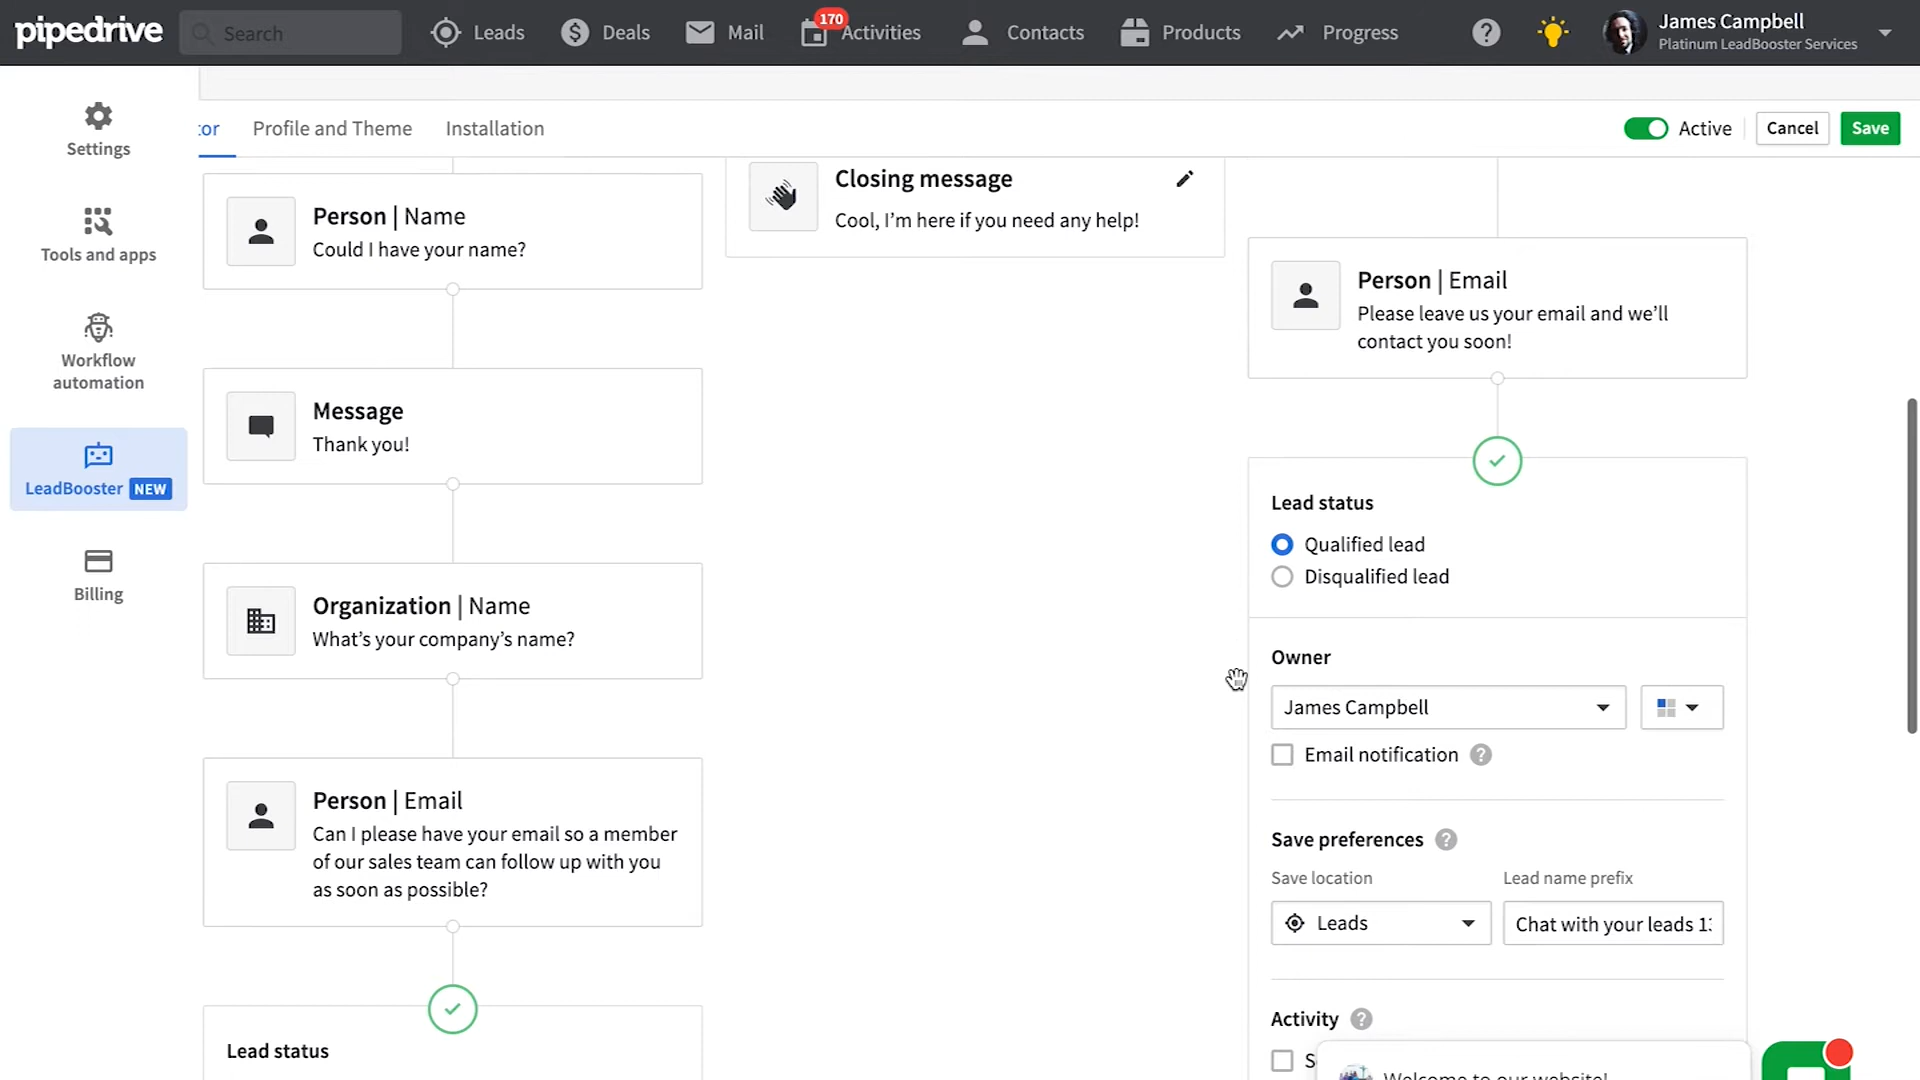 pipedrive
Search
Leads
Deals
Mail
170
Activities
Contacts
Products
Progress
?
James Campbell
Platinum LeadBooster Services
Settings
Tools and apps
Workflow
automation
LeadBooster NEW
Billing
tor
Profile and Theme
Installation
Active
Cancel
Save
Person | Name
Could I have your name?
Message
Thank you!
Organization | Name
What's your company's name?
Person | Email
Can I please have your email so a member
of our sales team can follow up with you
as soon as possible?
Lead status
Closing message
Cool, I'm here if you need any help!
Person | Email
Please leave us your email and we'll
contact you soon!
Lead status
Qualified lead
Disqualified lead
Owner
James Campbell
Email notification ?
Save preferences ?
Save location
Lead name prefix
Leads
Chat with your leads 1
Activity ?
S
Welcome to our website!